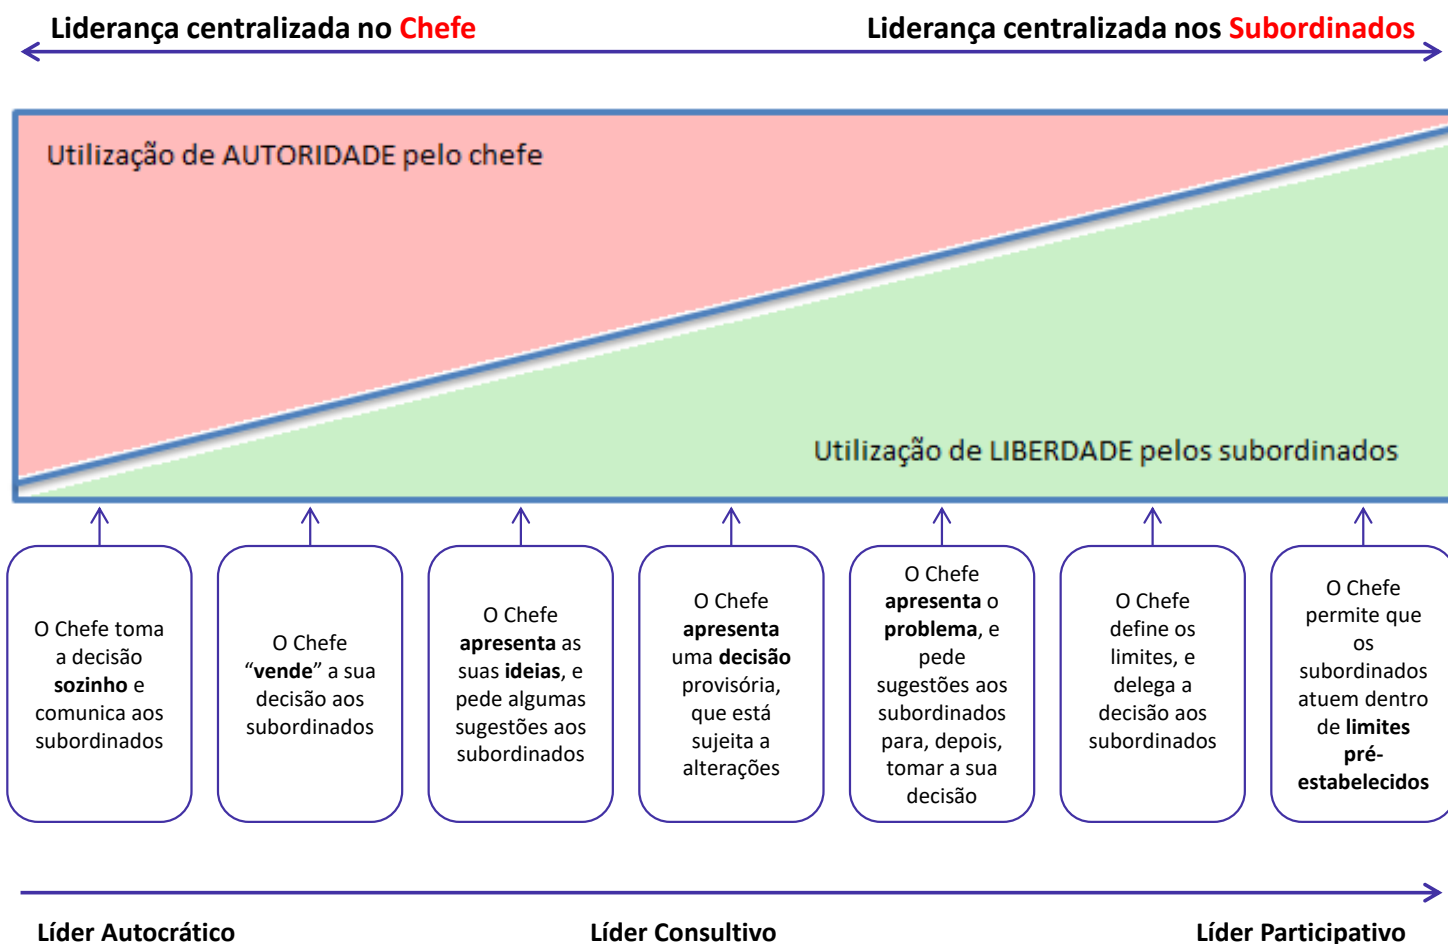 Liderança centralizada no Chefe
Liderança centralizada nos Subordinados
Utilização de AUTORIDADE pelo chefe
Utilização de LIBERDADE pelos subordinados
O Chefe toma
a decisão
sozinho e
comunica aos
subordinados
O Chefe
“vende” a sua
decisão aos
subordinados
O Chefe
apresenta as
suas ideias, e
pede algumas
sugestões aos
subordinados
O Chefe
apresenta
uma decisão
provisória,
que está
sujeita a
alterações
O Chefe
apresenta o
problema, e
pede
sugestões aos
subordinados
para, depois,
tomar a sua
decisão
O Chefe
define os
limites, e
delega a
decisão aos
subordinados
O Chefe
permite que
os
subordinados
atuem dentro
de limites
pré-
estabelecidos
Líder Autocrático
Líder Consultivo
Líder Participativo